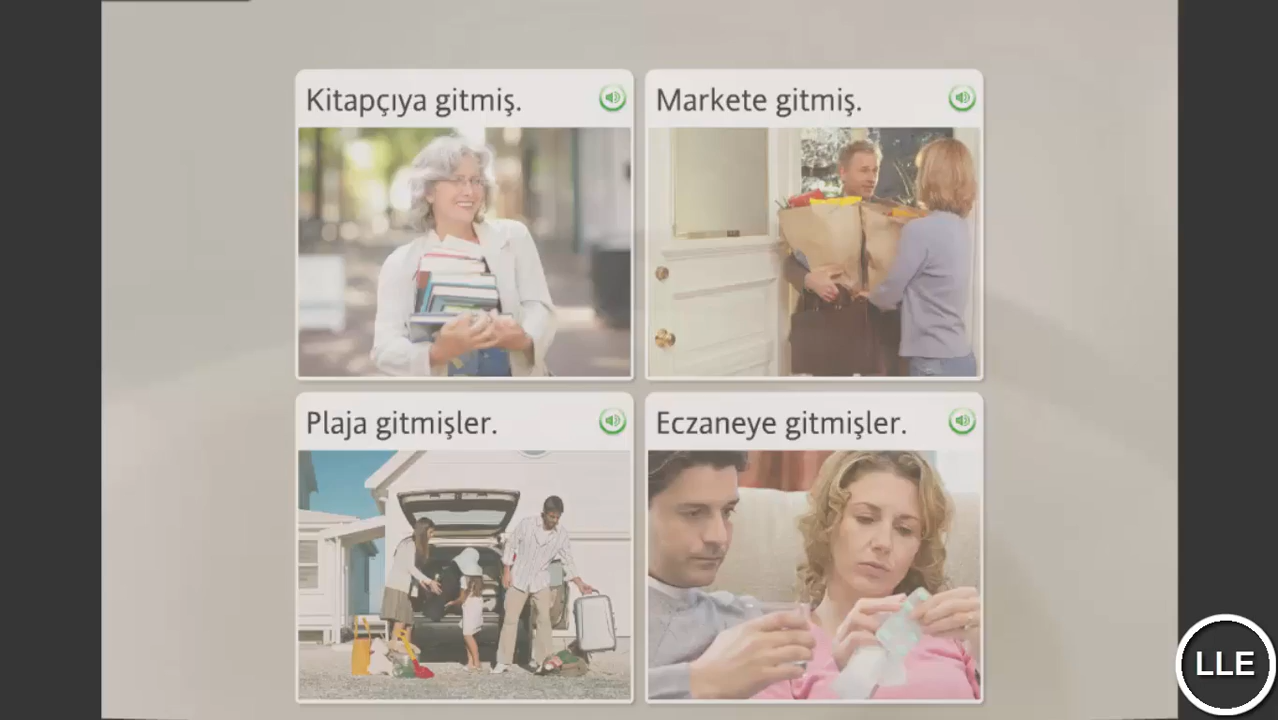 Kitapçıya gitmiş.
Markete gitmiş.
Plaja gitmişler.
Eczaneye gitmişler.
LLE